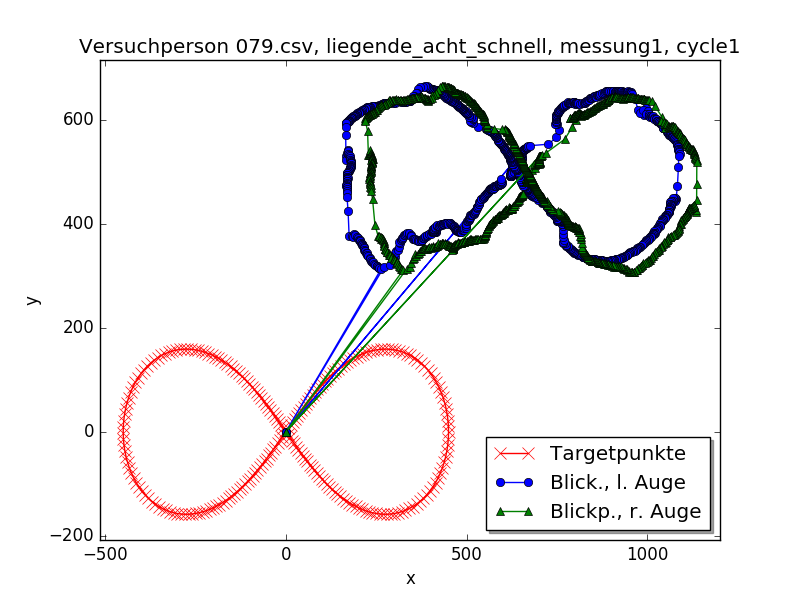 Versuchperson 079.csv, liegende_acht_schnell, messung1, cycle1
600
400
200
0
−200
y
−500
0
500
1000
x
Targetpunkte
Blick., l. Auge
Blickp., r. Auge